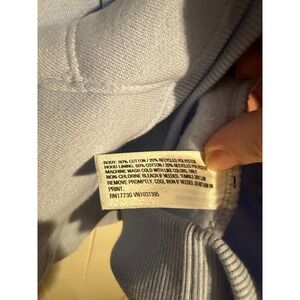 BODY: 80% COTTON / 20% RECYCLED POLYESTER.
HOOD LINING: 80% COTTON / 20% RECYCLED POLYESTER.
MACHINE WASH COLD WITH LIKE COLORS. ONLY
NON-CHLORINE BLEACH IF NEEDED. TUMBLE DRY LOW.
REMOVE PROMPTLY. COOL IRON IF NEEDED. DO NOT IRON
PRINT.
RN17730 VN1031395